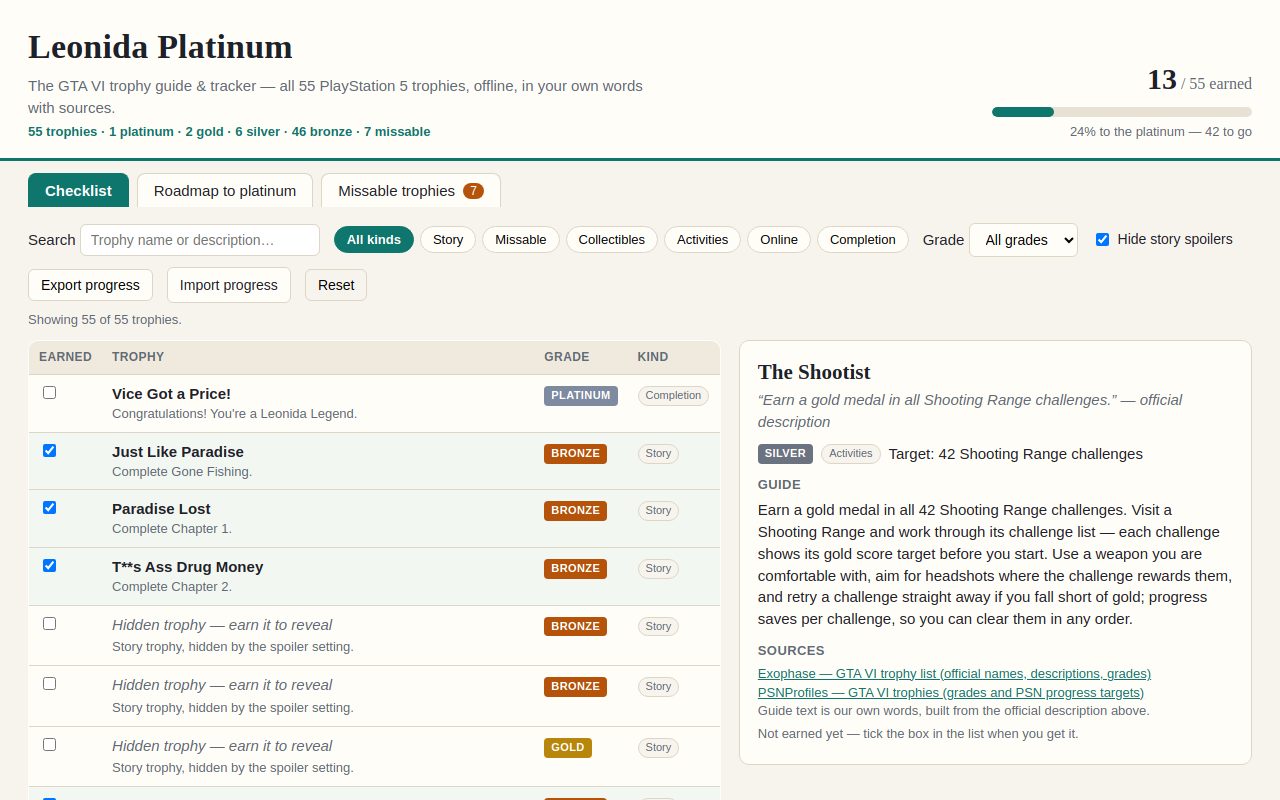 Leonida Platinum
The GTA VI trophy guide & tracker — all 55 PlayStation 5 trophies, offline, in your own words
with sources.
55 trophies · 1 platinum · 2 gold · 6 silver · 46 bronze · 7 missable
13 / 55 earned
24% to the platinum — 42 to go
Checklist
Roadmap to platinum
Missable trophies 7
Search Trophy name or description…
All kinds
Story
Missable
Collectibles
Activities
Online
Completion
Grade All grades
Hide story spoilers
Export progress
Import progress
Reset
Showing 55 of 55 trophies.
EARNED TROPHY GRADE KIND
Vice Got a Price! PLATINUM Completion
Congratulations! You're a Leonida Legend.
Just Like Paradise BRONZE Story
Complete Gone Fishing.
Paradise Lost BRONZE Story
Complete Chapter 1.
T**s Ass Drug Money BRONZE Story
Complete Chapter 2.
Hidden trophy — earn it to reveal BRONZE Story
Story trophy, hidden by the spoiler setting.
Hidden trophy — earn it to reveal BRONZE Story
Story trophy, hidden by the spoiler setting.
Hidden trophy — earn it to reveal GOLD Story
Story trophy, hidden by the spoiler setting.
The Shootist
“Earn a gold medal in all Shooting Range challenges.” — official
description
SILVER Activities Target: 42 Shooting Range challenges
GUIDE
Earn a gold medal in all 42 Shooting Range challenges. Visit a
Shooting Range and work through its challenge list — each challenge
shows its gold score target before you start. Use a weapon you are
comfortable with, aim for headshots where the challenge rewards them,
and retry a challenge straight away if you fall short of gold; progress
saves per challenge, so you can clear them in any order.
SOURCES
Exophase — GTA VI trophy list (official names, descriptions, grades)
PSNProfiles — GTA VI trophies (grades and PSN progress targets)
Guide text is our own words, built from the official description above.
Not earned yet — tick the box in the list when you get it.